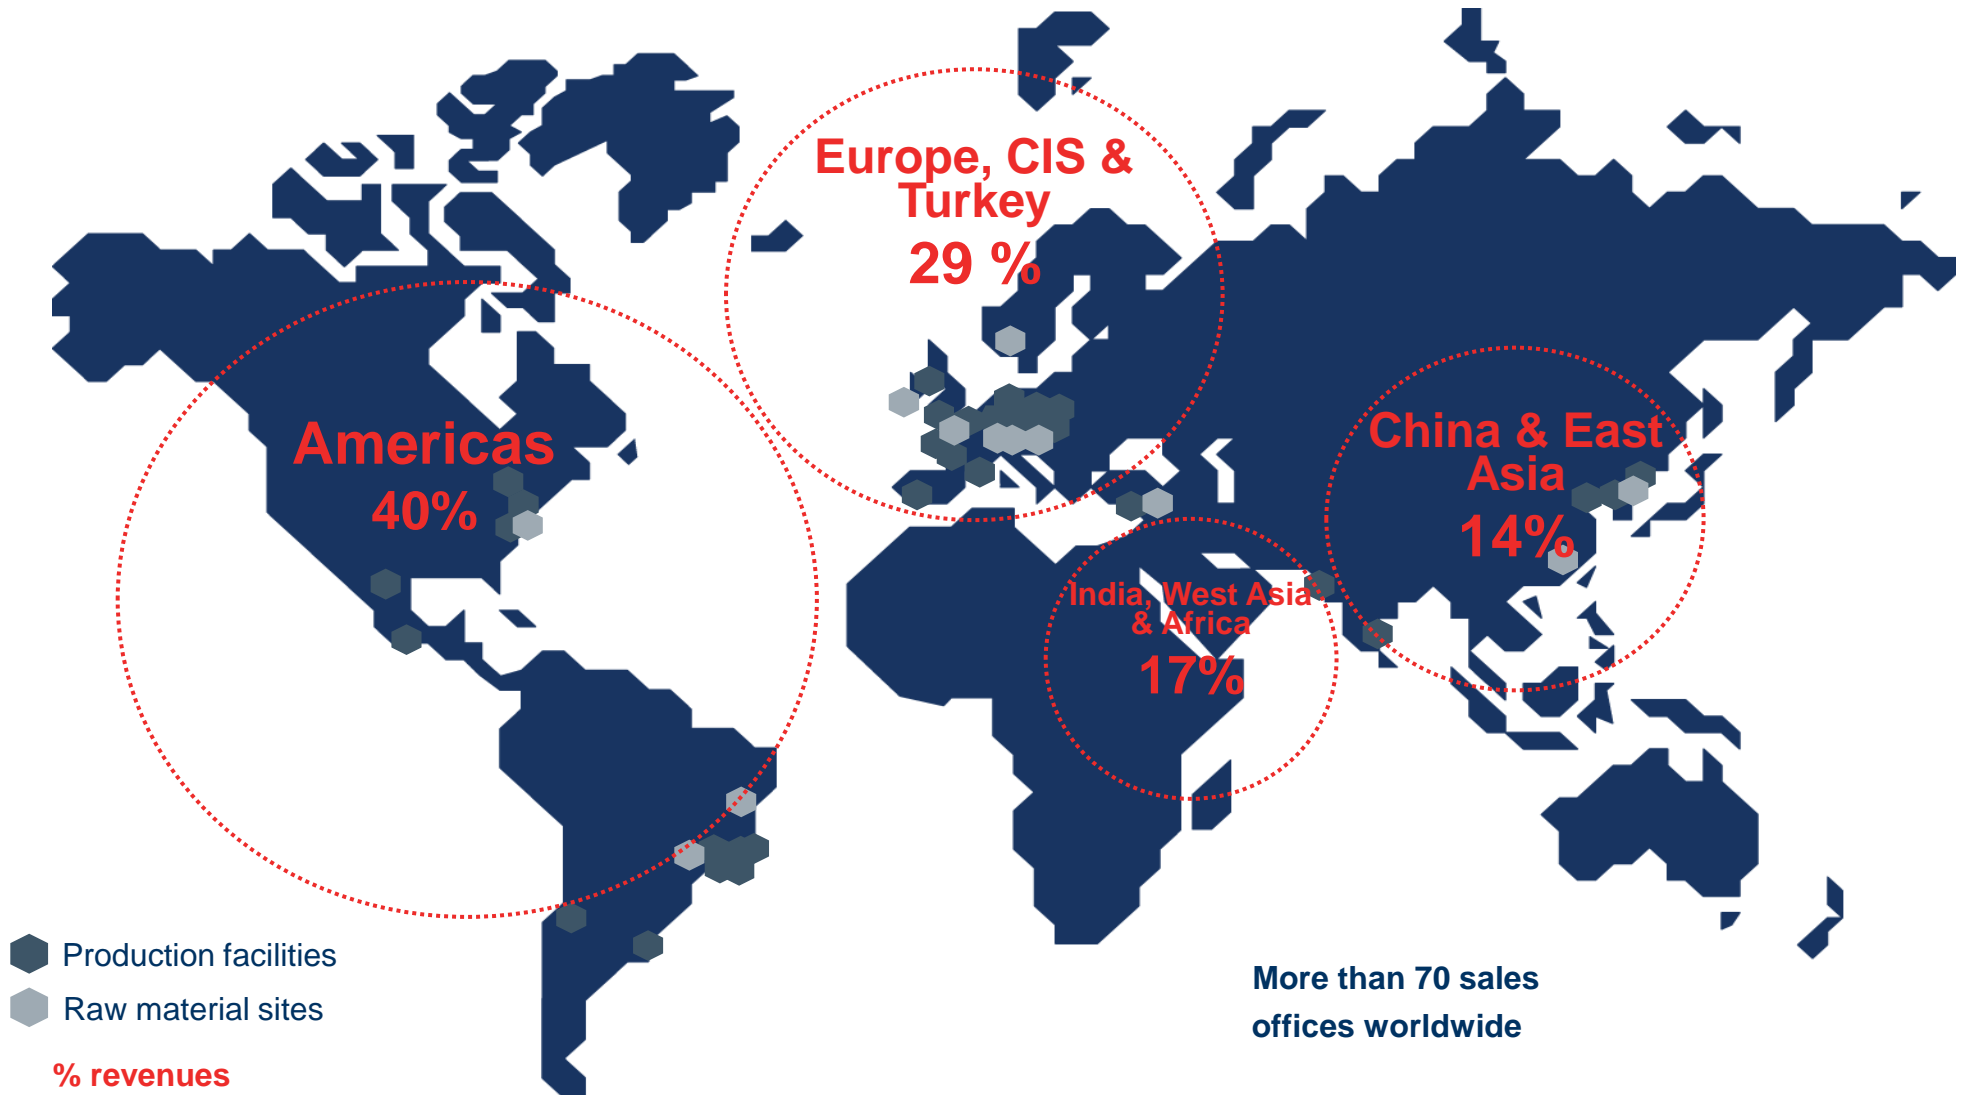 Europe, CIS &
Turkey
29 %
Americas
40%
China & East
Asia
14%
India, West Asia
& Africa
17%
Production facilities
Raw material sites
% revenues
More than 70 sales
offices worldwide